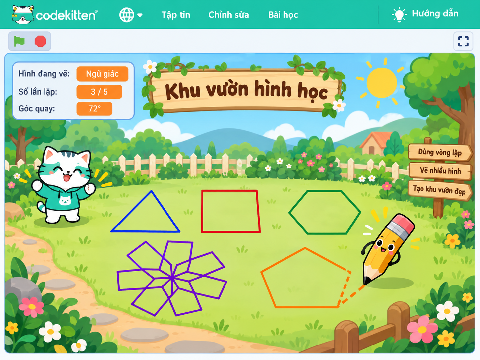 codekitten
Tập tin
Chỉnh sửa
Bài học
Hướng dẫn
Hình đang vẽ: Ngũ giác
Số lần lặp: 3 / 5
Góc quay: 72°
Khu vườn hình học
Dùng vòng lặp
Vẽ nhiều hình
Tạo khu vườn đẹp